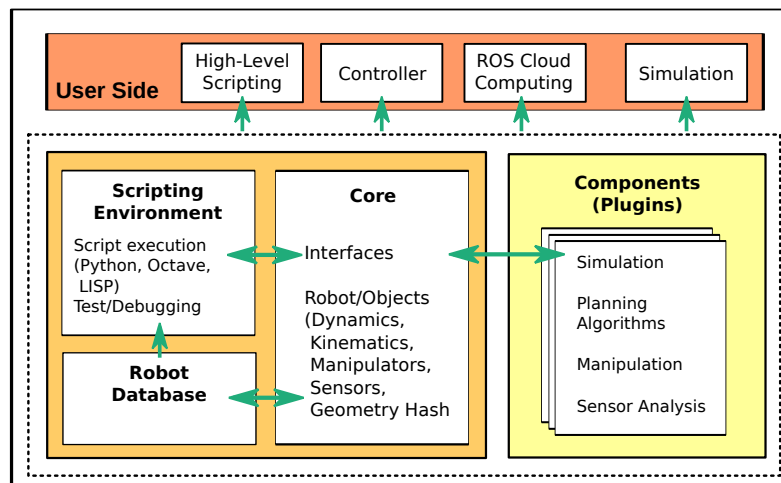 User Side
High-Level
Scripting
Controller
ROS Cloud
Computing
Simulation
Scripting
Environment
Script execution
(Python, Octave,
LISP)
Test/Debugging
Robot
Database
Core
Interfaces
Robot/Objects
(Dynamics,
Kinematics,
Manipulators,
Sensors,
Geometry Hash
Components
(Plugins)
Simulation
Planning
Algorithms
Manipulation
Sensor Analysis